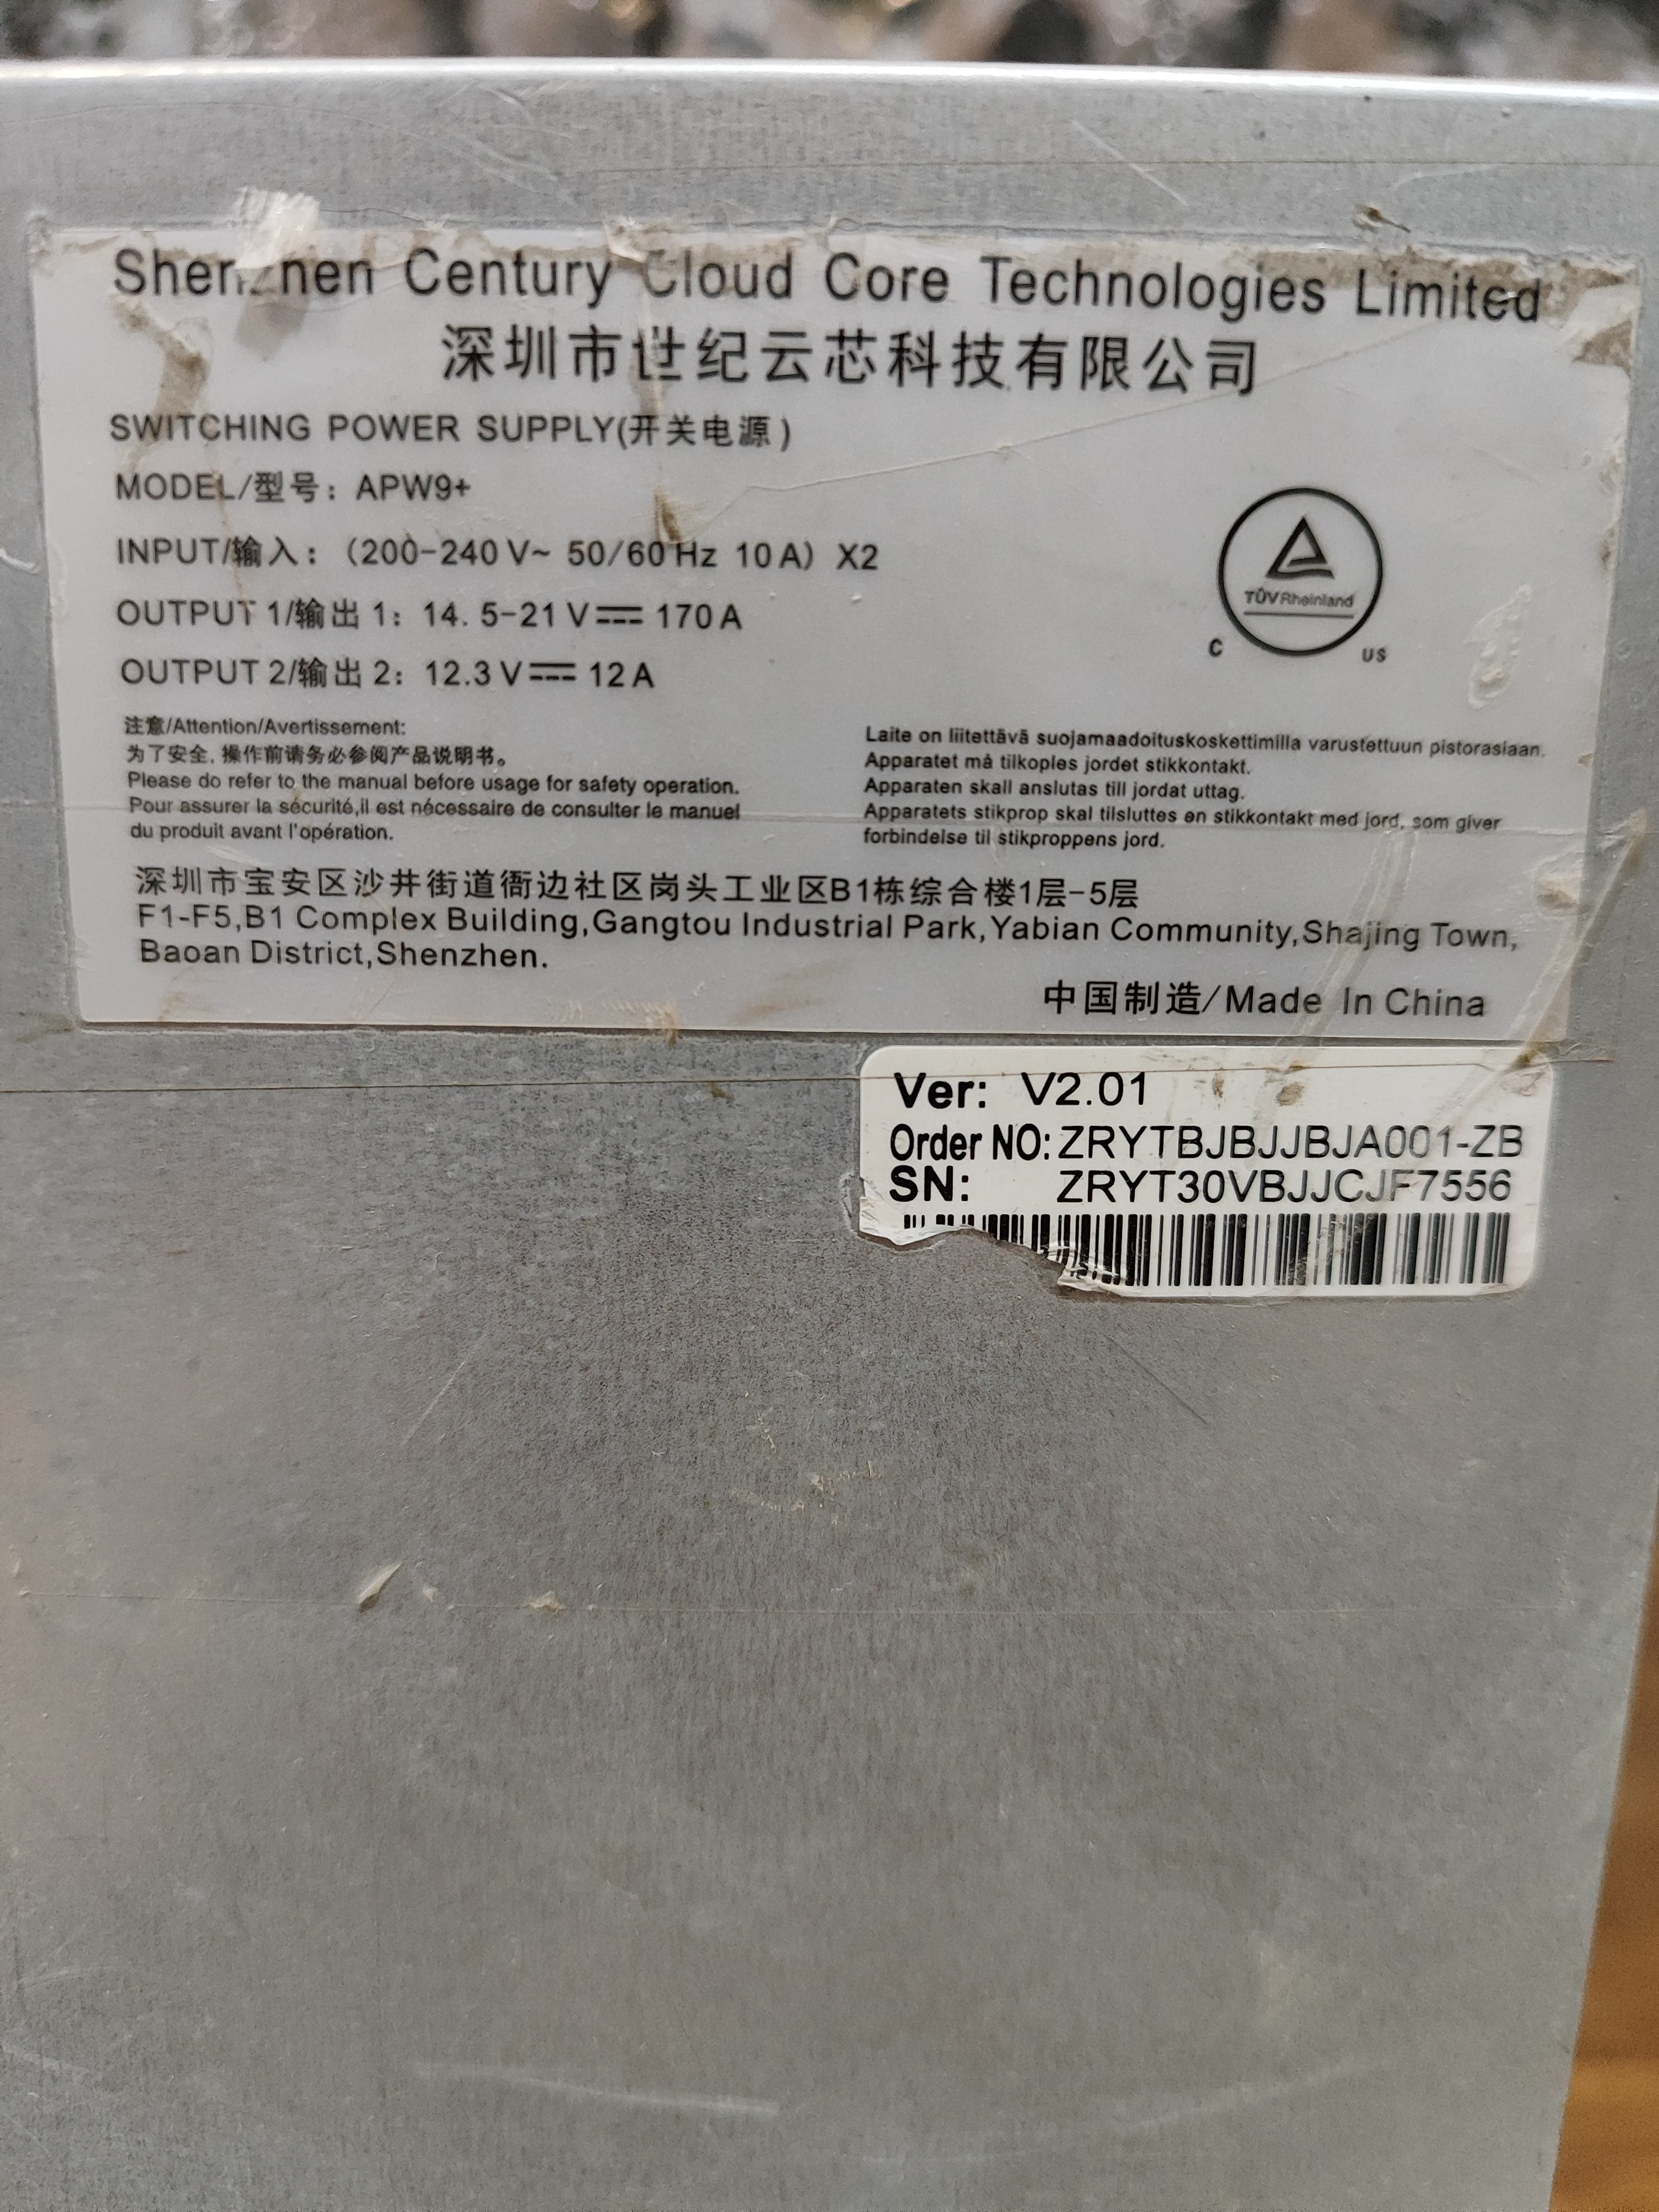 Shenzhen Century Cloud Core Technologies Limited
深圳市世纪云芯科技有限公司
SWITCHING POWER SUPPLY(开关电源)
MODEL/型号: APW9+
INPUT/输入: (200-240 V~ 50/60 Hz 10 A) X2
OUTPUT 1/输出 1: 14. 5-21 V⎓170 A
OUTPUT 2/输出 2: 12.3 V⎓12 A
TÜVRheinland
C US
注意/Attention/Avertissement:
为了安全, 操作前请务必参阅产品说明书。
Please do refer to the manual before usage for safety operation.
Pour assurer la sécurité,il est nécessaire de consulter le manuel
du produit avant l'opération.
Laite on liitettävä suojamaadoituskoskettimilla varustettuun pistorasiaan.
Apparatet må tilkoples jordet stikkontakt.
Apparaten skall anslutas till jordat uttag.
Apparatets stikprop skal tilsluttes en stikkontakt med jord, som giver
forbindelse til stikproppens jord.
深圳市宝安区沙井街道衙边社区岗头工业区B1栋综合楼1层-5层
F1-F5,B1 Complex Building,Gangtou Industrial Park,Yabian Community,Shajing Town,
Baoan District,Shenzhen.
中国制造/Made In China
Ver: V2.01
Order NO: ZRYTBJBJJBJA001-ZB
SN: ZRYT30VBJJCJF7556